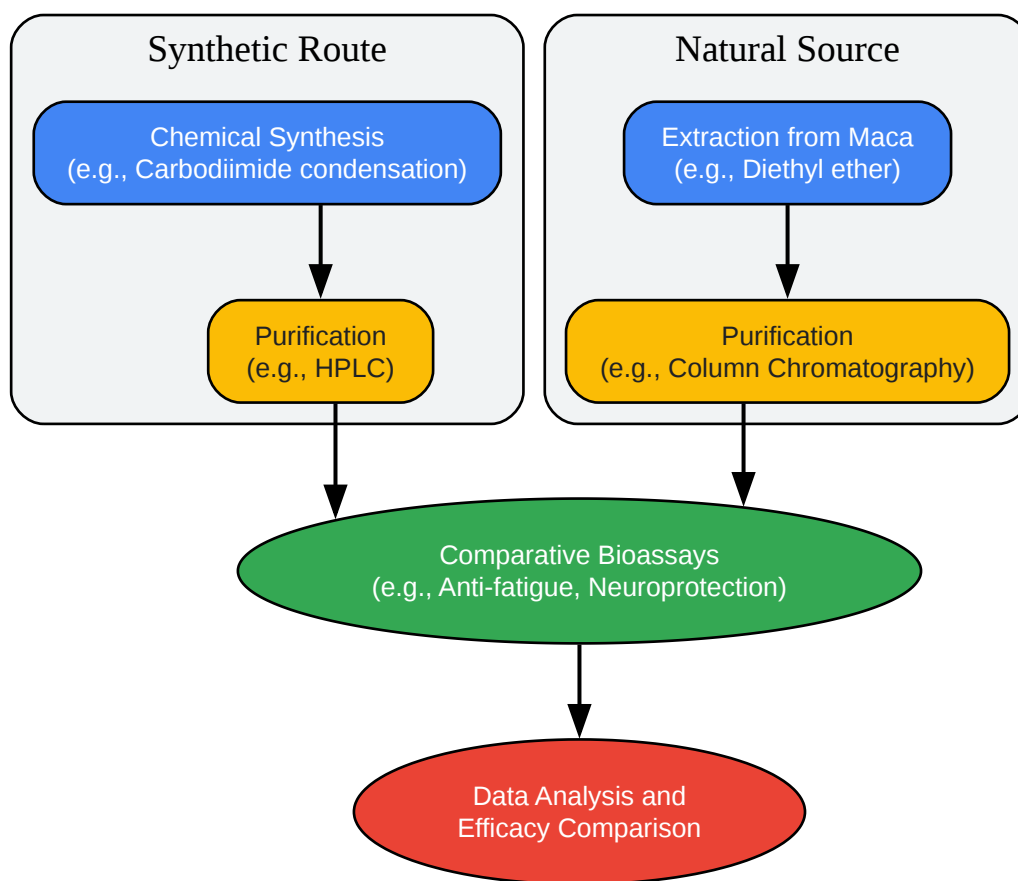 Synthetic Route
Chemical Synthesis
(e.g., Carbodiimide condensation)
Purification
(e.g., HPLC)
Natural Source
Extraction from Maca
(e.g., Diethyl ether)
Purification
(e.g., Column Chromatography)
Comparative Bioassays
(e.g., Anti-fatigue, Neuroprotection)
Data Analysis and
Efficacy Comparison